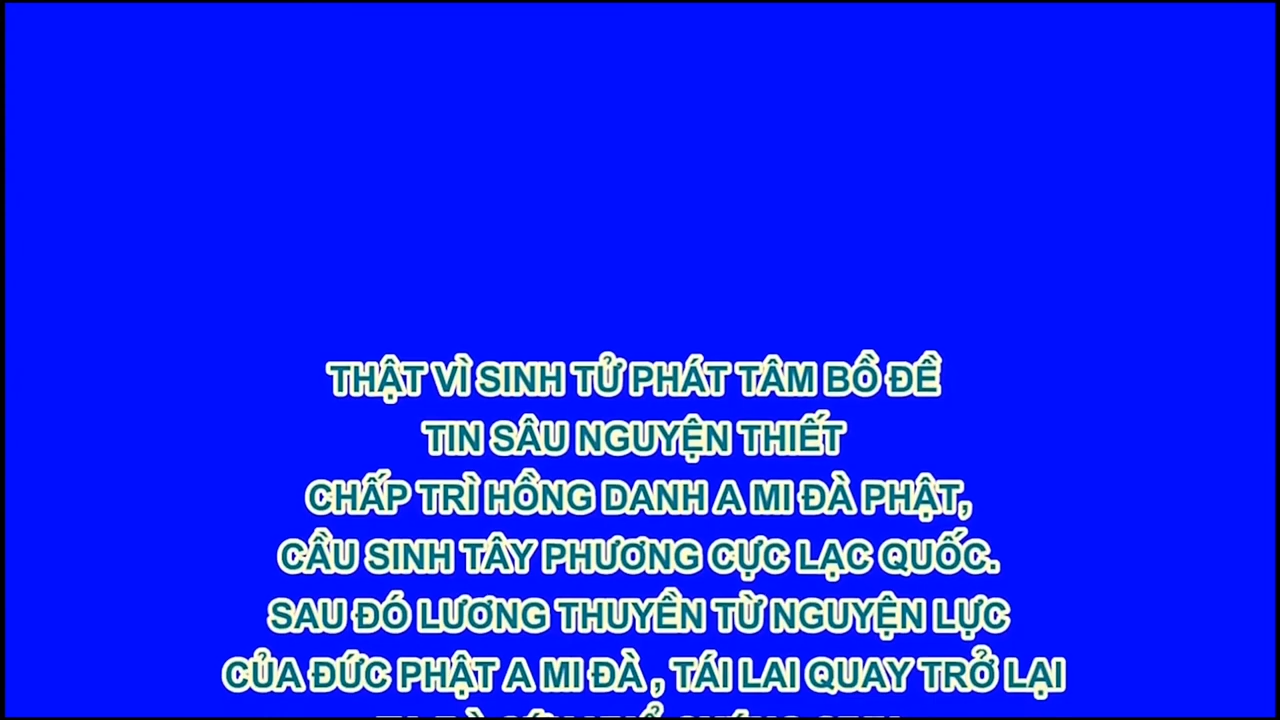 THẬT VÌ SINH TỬ PHÁT TÂM BỒ ĐỀ
TIN SÂU NGUYỆN THIẾT
CHẤP TRÌ HỒNG DANH A MI ĐÀ PHẬT,
CẦU SINH TÂY PHƯƠNG CỰC LẠC QUỐC.
SAU ĐÓ LƯƠNG THUYỀN TỪ NGUYỆN LỰC
CỦA ĐỨC PHẬT A MI ĐÀ , TÁI LAI QUAY TRỞ LẠI